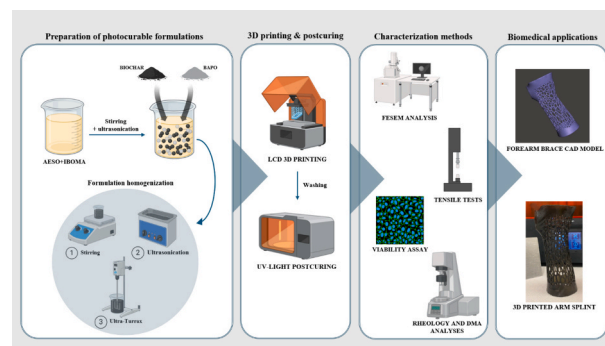 Preparation of photocurable formulations
BIOCHAR
BAPO
Stirring
+ ultrasonication
AESO+IBOMA
Formulation homogenization
1 Stirring
2 Ultrasonication
3 Ultra-Turrax
3D printing & postcuring
LCD 3D PRINTING
Washing
UV-LIGHT POSTCURING
Characterization methods
FESEM ANALYSIS
TENSILE TESTS
VIABILITY ASSAY
RHEOLOGY AND DMA
ANALYSES
Biomedical applications
FOREARM BRACE CAD MODEL
3D PRINTED ARM SPLINT